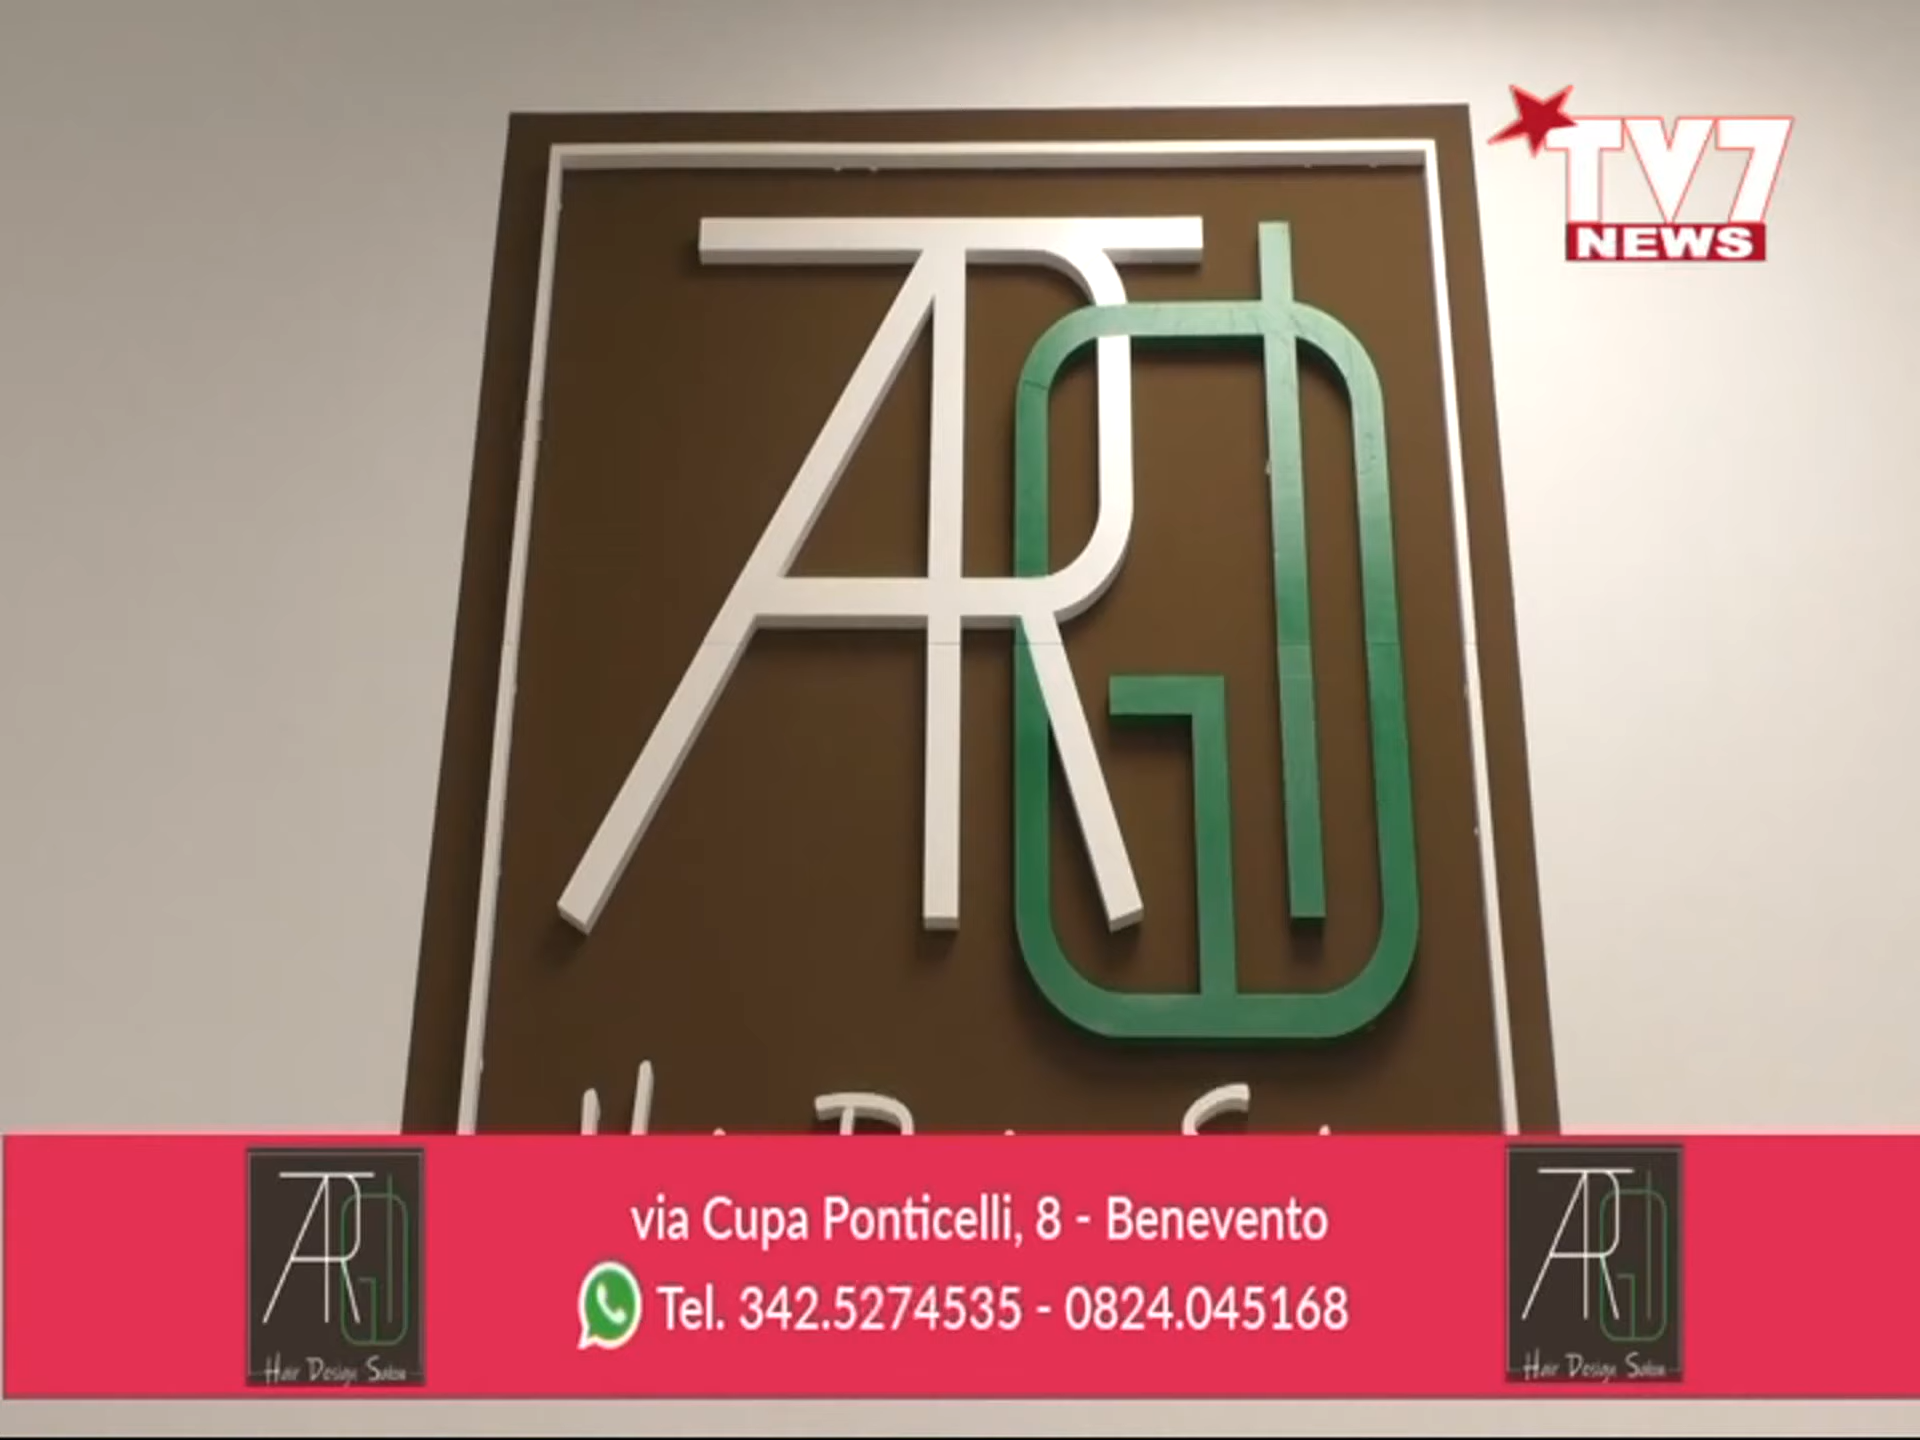 TV7
NEWS
via Cupa Ponticelli, 8 - Benevento
Tel. 342.5274535 - 0824.045168
Hair Design Salon
Hair Design Salon